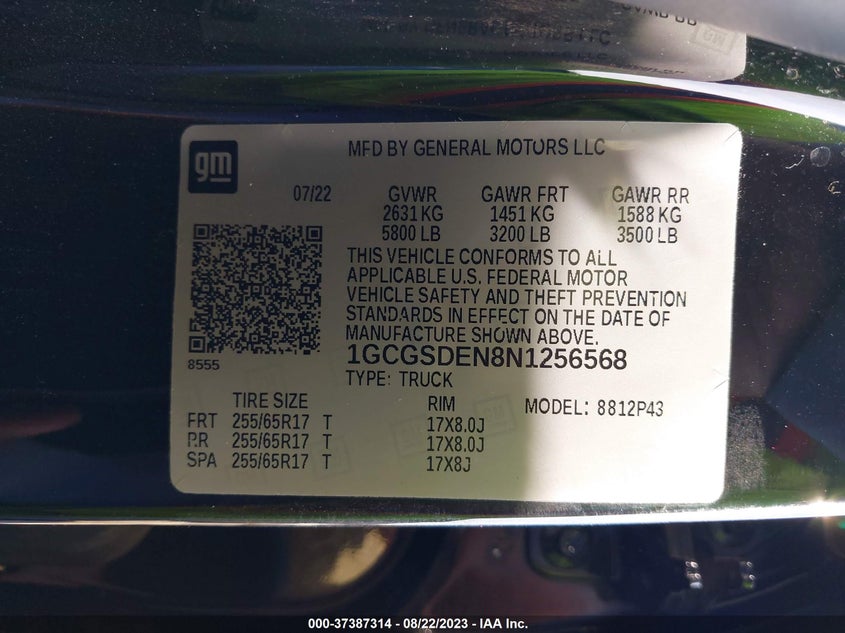 gm
MFD BY GENERAL MOTORS LLC
07/22 GVWR GAWR FRT GAWR RR
2631 KG 1451 KG 1588 KG
5800 LB 3200 LB 3500 LB
THIS VEHICLE CONFORMS TO ALL
APPLICABLE U.S. FEDERAL MOTOR
VEHICLE SAFETY AND THEFT PREVENTION
STANDARDS IN EFFECT ON THE DATE OF
MANUFACTURE SHOWN ABOVE.
8555
1GCGSDEN8N1256568
TYPE: TRUCK
TIRE SIZE RIM MODEL: 8812P43
FRT 255/65R17 T 17X8.0J
RR 255/65R17 T 17X8.0J
SPA 255/65R17 T 17X8J
000-37387314 - 08/22/2023 - IAA Inc.